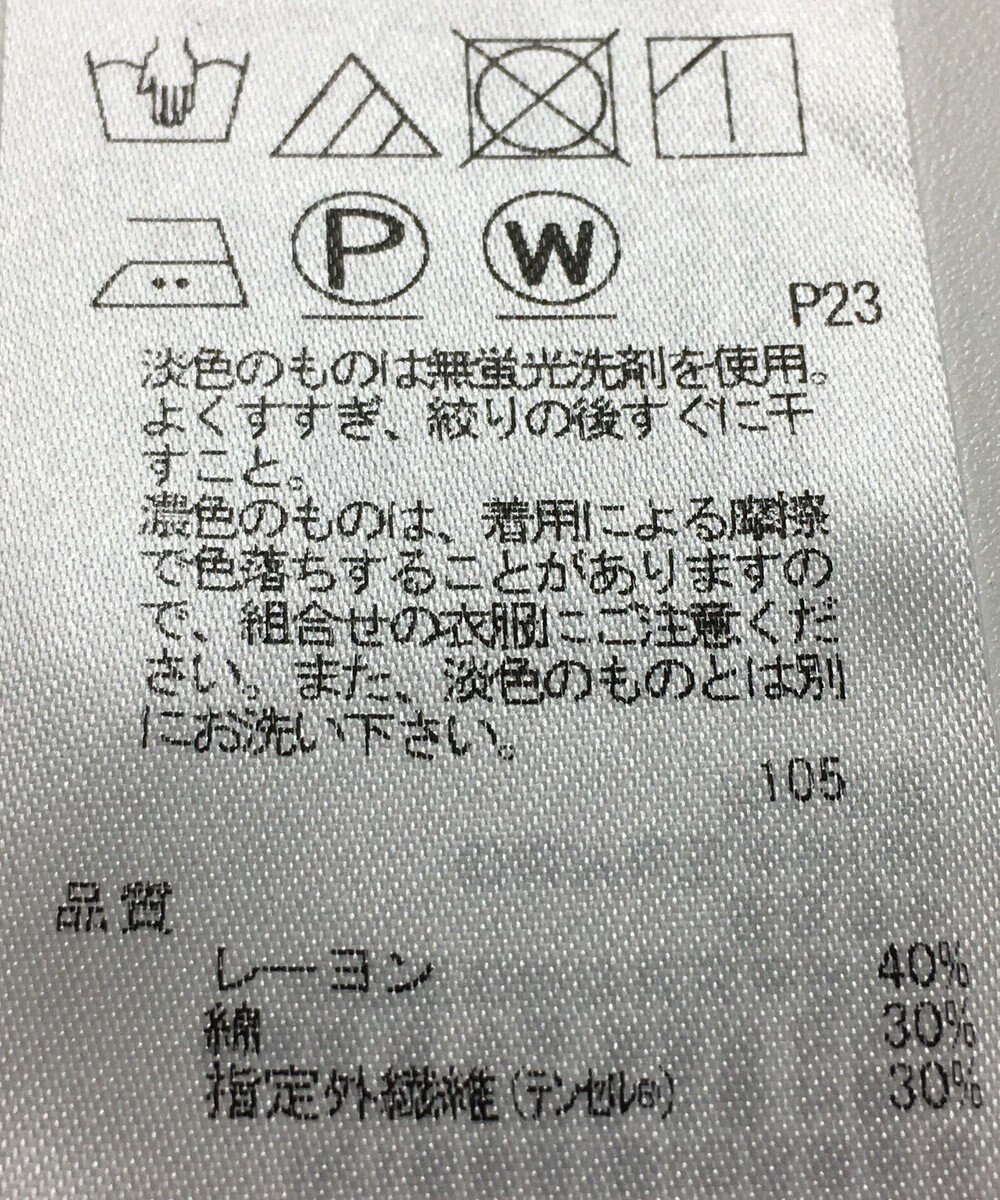 P
W
P23
淡色のものは無蛍光洗剤を使用。
よくすすぎ、絞りの後すぐに干
すこと。
濃色のものは、着用による摩擦
で色落ちすることがありますの
で、組合せの衣服にご注意くだ
さい。また、淡色のものとは別
にお洗い下さい。
105
品質
レーヨン 40%
綿 30%
指定外繊維(テンセル®) 30%